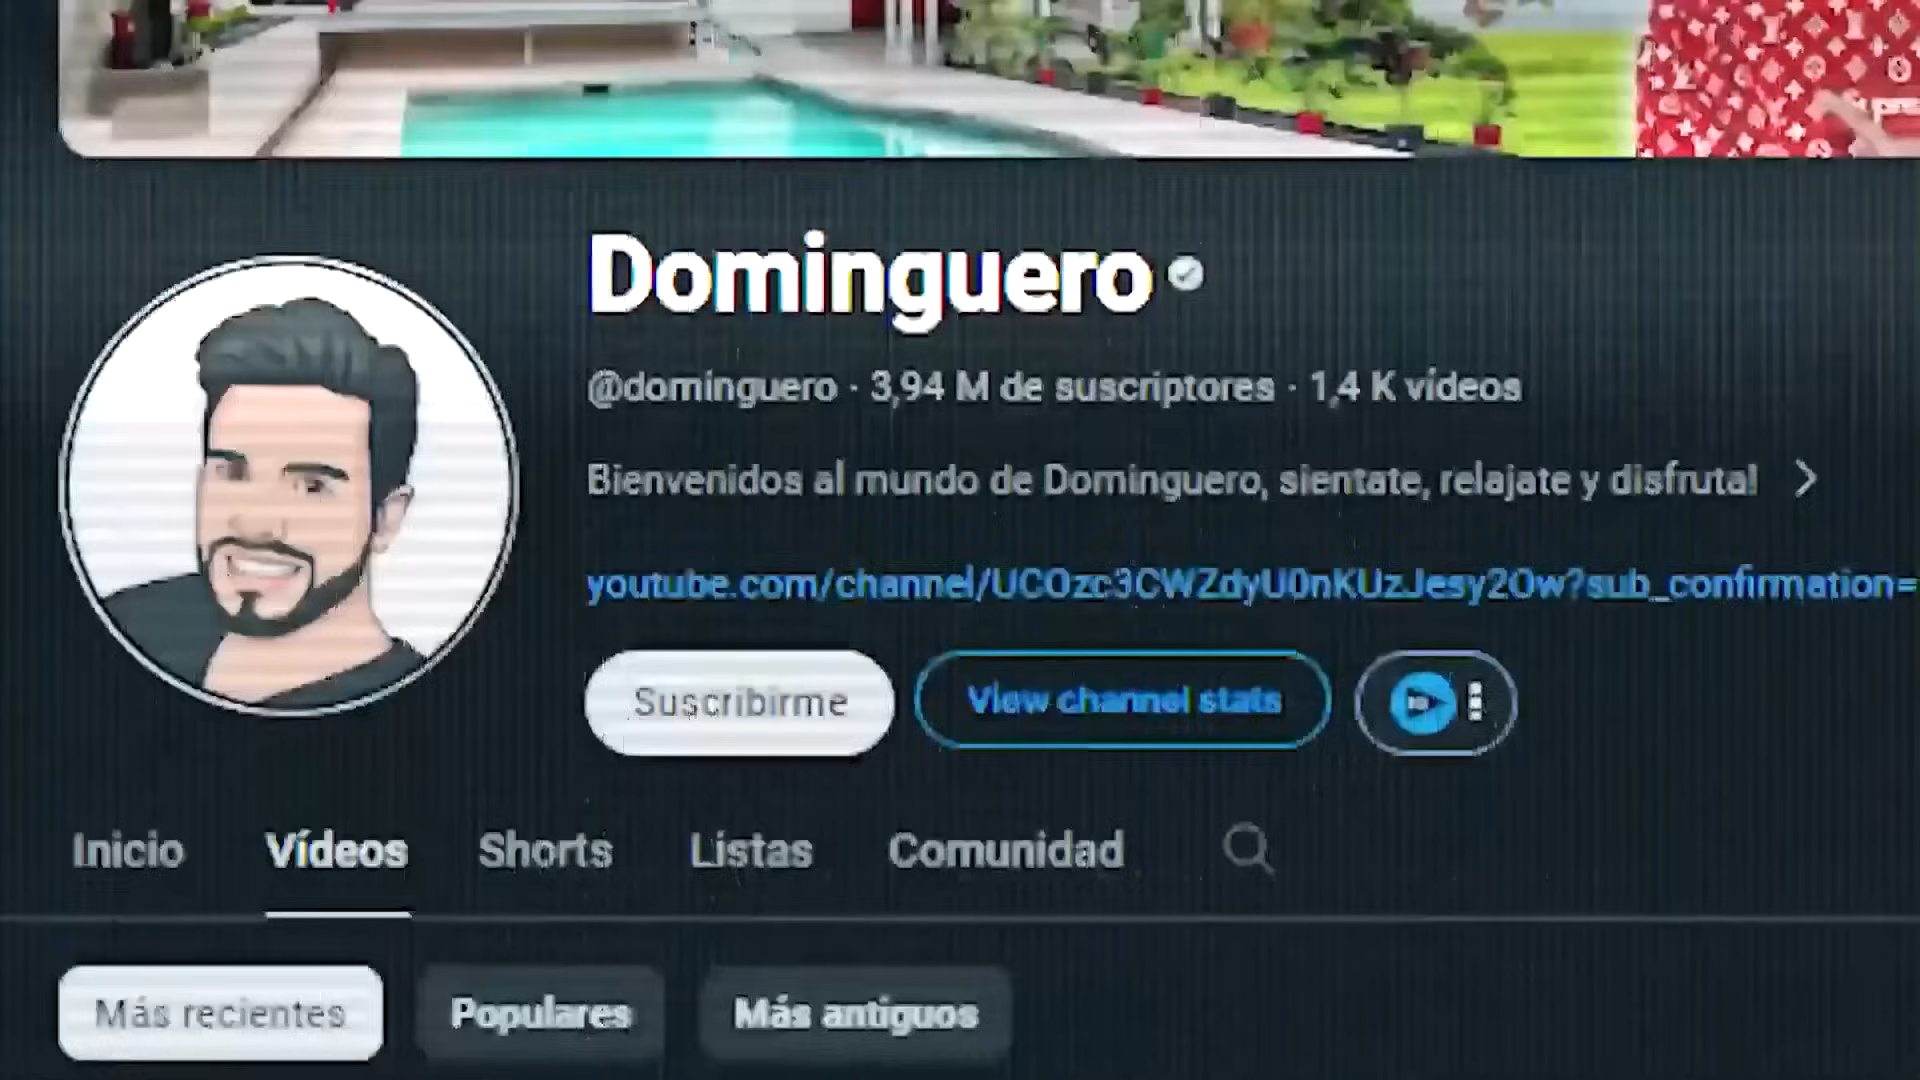 Dominguero
@dominguero · 3,94 M de suscriptores · 1,4 K vídeos
Bienvenidos al mundo de Dominguero, sientate, relajate y disfruta!
youtube.com/channel/UCOzc3CWZdyU0nKUzJesy2Ow?sub_confirmation=
Suscribirme
View channel stats
Inicio
Vídeos
Shorts
Listas
Comunidad
Más recientes
Populares
Más antiguos